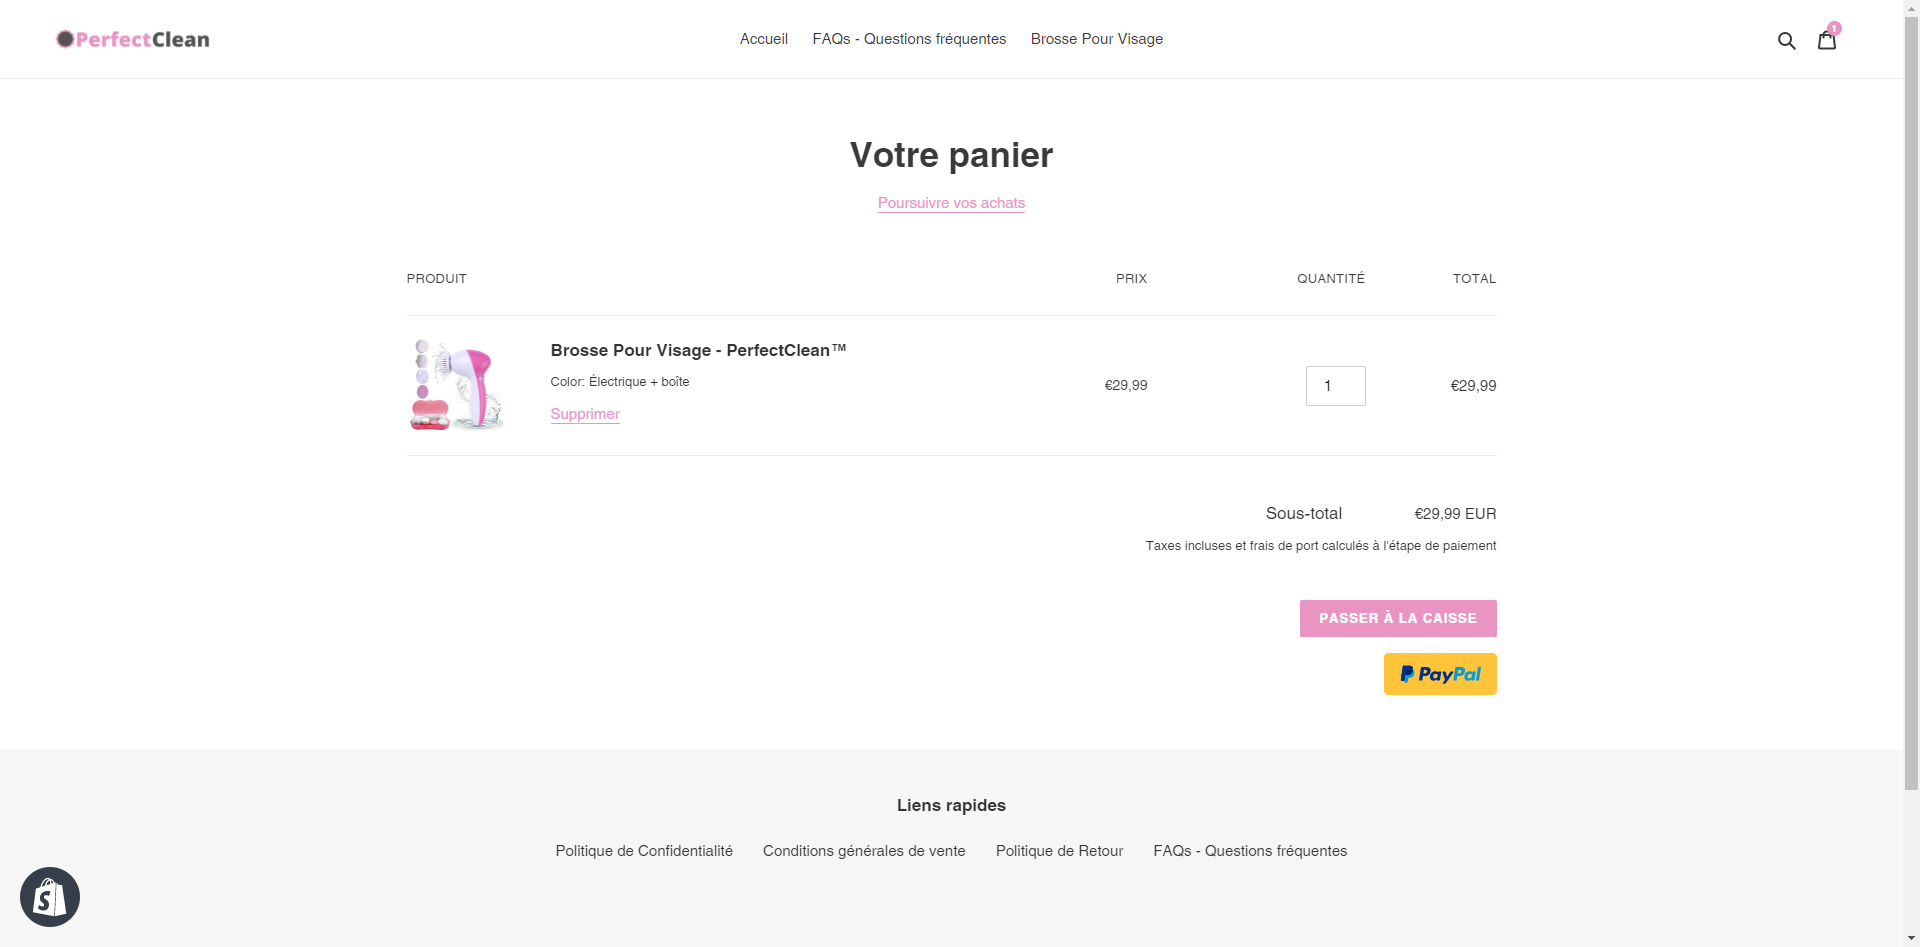 PerfectClean
Accueil FAQs - Questions fréquentes Brosse Pour Visage
1
Votre panier
Poursuivre vos achats
PRODUIT PRIX QUANTITÉ TOTAL
Brosse Pour Visage - PerfectClean™
Color: Électrique + boîte
Supprimer
€29,99 1 €29,99
Sous-total €29,99 EUR
Taxes incluses et frais de port calculés à l'étape de paiement
PASSER À LA CAISSE
PayPal
Liens rapides
Politique de Confidentialité Conditions générales de vente Politique de Retour FAQs - Questions fréquentes